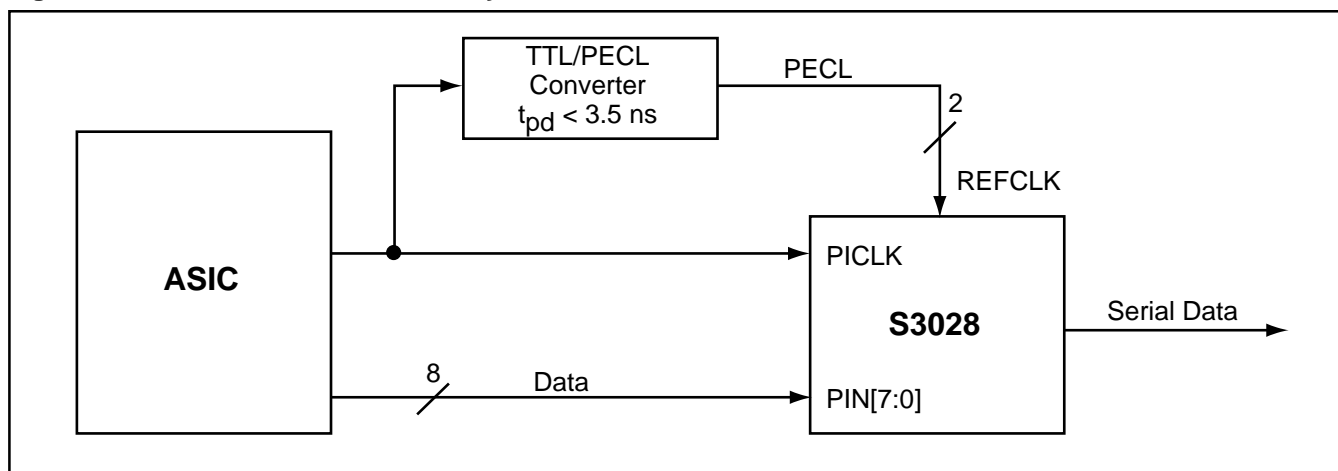 TTL/PECL
Converter
tpd < 3.5 ns
PECL
2
REFCLK
ASIC
PICLK
S3028
Serial Data
8
Data
PIN[7:0]